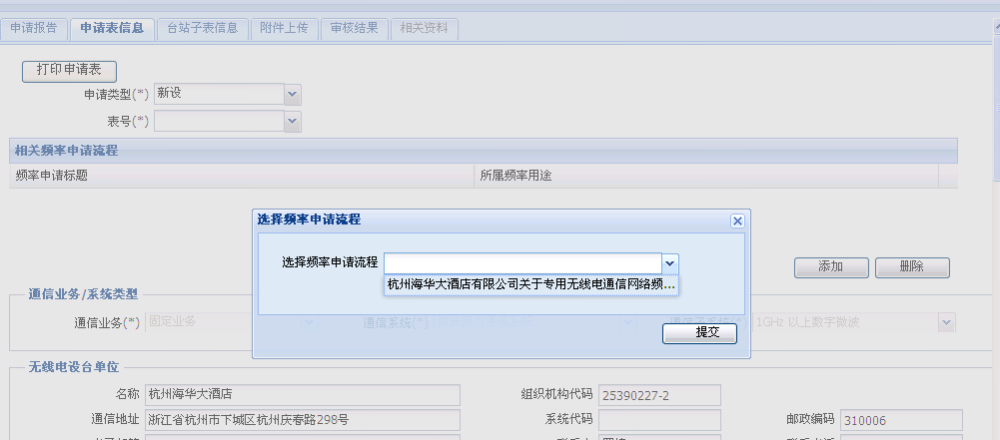 申请报告 申请表信息 台站子表信息 附件上传 审核结果 相关资料
打印申请表
申请类型(*) 新设
表号(*)
相关频率申请流程
频率申请标题 所属频率用途
选择频率申请流程
选择频率申请流程
杭州海华大酒店有限公司关于专用无线电通信网络频...
添加 删除
提交
通信业务/系统类型
通信业务(*) 固定业务 通信系统(*) 1GHz 以上数字微波
无线电设台单位
名称 杭州海华大酒店 组织机构代码 25390227-2
通信地址 浙江省杭州市下城区杭州庆春路298号 系统代码 邮政编码 310006